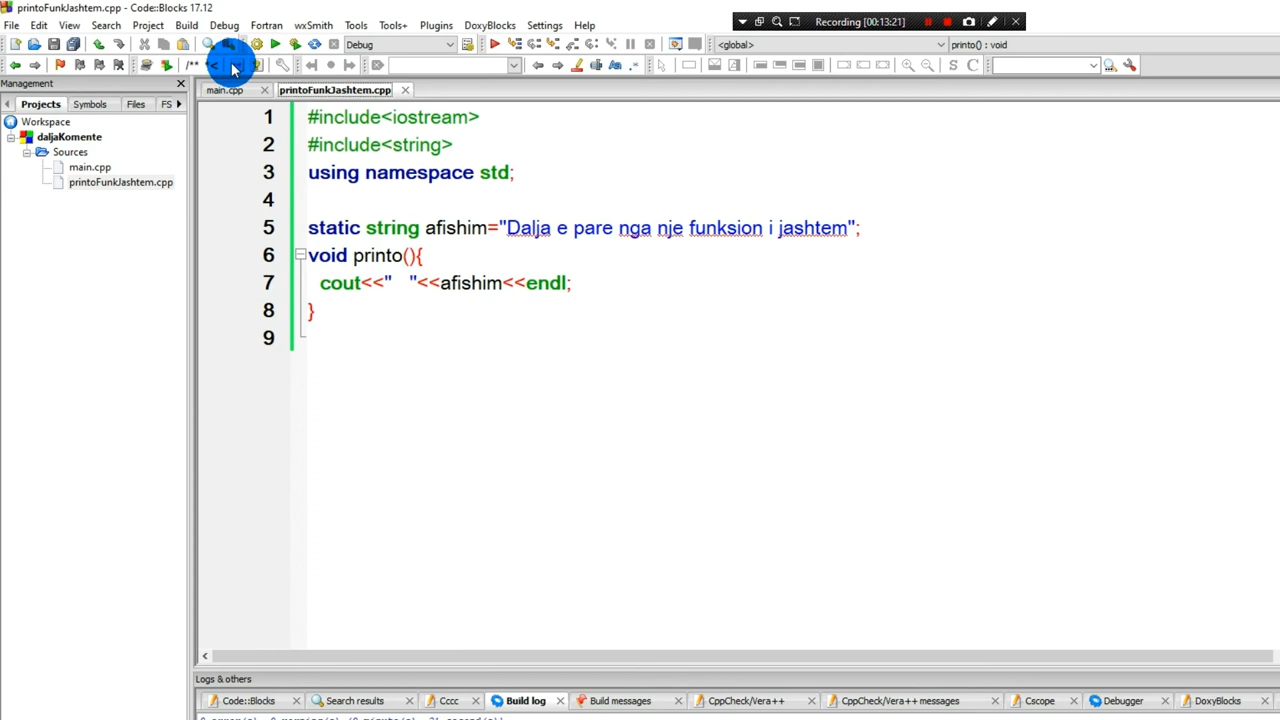 printoFunkJashtem.cpp - Code::Blocks 17.12
File Edit View Search Project Build Debug Fortran wxSmith Tools Tools+ Plugins DoxyBlocks Settings Help
Recording [00:13:21]
Debug
<global>
printo() : void
/** *<
.*
S C
Management
main.cpp
printoFunkJashtem.cpp
Projects Symbols Files FS
Workspace
daljaKomente
Sources
main.cpp
printoFunkJashtem.cpp
1 #include<iostream>
2 #include<string>
3 using namespace std;
4
5 static string afishim="Dalja e pare nga nje funksion i jashtem";
6 void printo(){
7 cout<<"   "<<afishim<<endl;
8 }
9
Logs & others
Code::Blocks Search results Cccc Build log Build messages CppCheck/Vera++ CppCheck/Vera++ messages Cscope Debugger DoxyBlocks